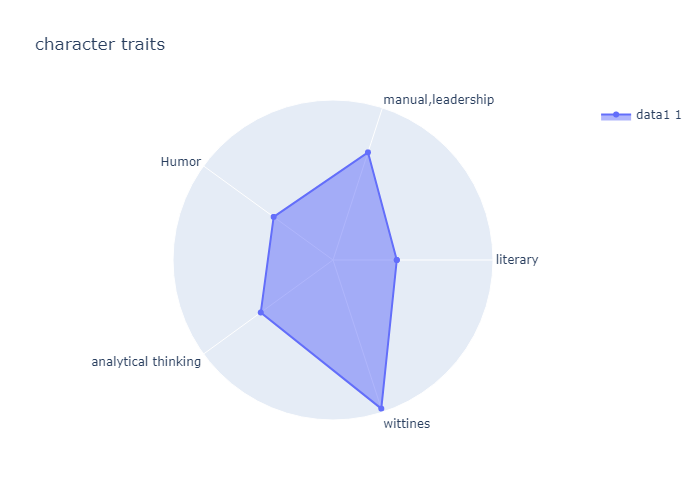 character traits
manual,leadership
data1 1
Humor
literary
analytical thinking
wittines